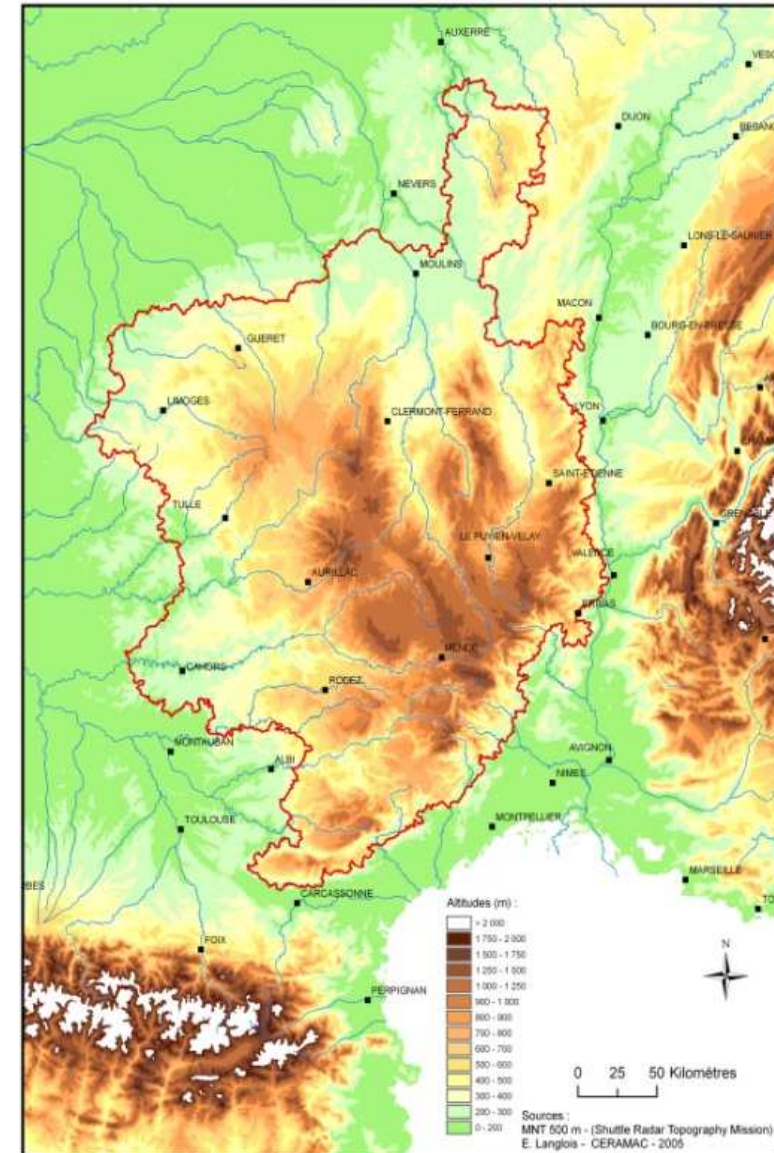 AUXERRE
DIJON
NEVERS
LONS-LE-SAUNIER
MOULINS
MACON
BOURG-EN-BRESSE
GUERET
LIMOGES
CLERMONT-FERRAND
LYON
SAINT-ETIENNE
TULLE
GRENOBLE
LE PUY-EN-VELAY
VALENCE
AURILLAC
PRIVAS
MENDE
CAHORS
RODEZ
MONTAUBAN
AVIGNON
ALBI
NIMES
TOULOUSE
MONTPELLIER
MARSEILLE
BES
CARCASSONNE
TO
Altitudes (m) :
> 2 000
1 750 - 2 000
1 500 - 1 750
1 250 - 1 500
1 000 - 1 250
900 - 1 000
800 - 900
700 - 800
600 - 700
500 - 600
400 - 500
300 - 400
200 - 300
0 - 200
FOIX
N
PERPIGNAN
0 25 50 Kilomètres
Sources :
MNT 500 m - (Shuttle Radar Topography Mission)
E. Langlois - CERAMAC - 2005